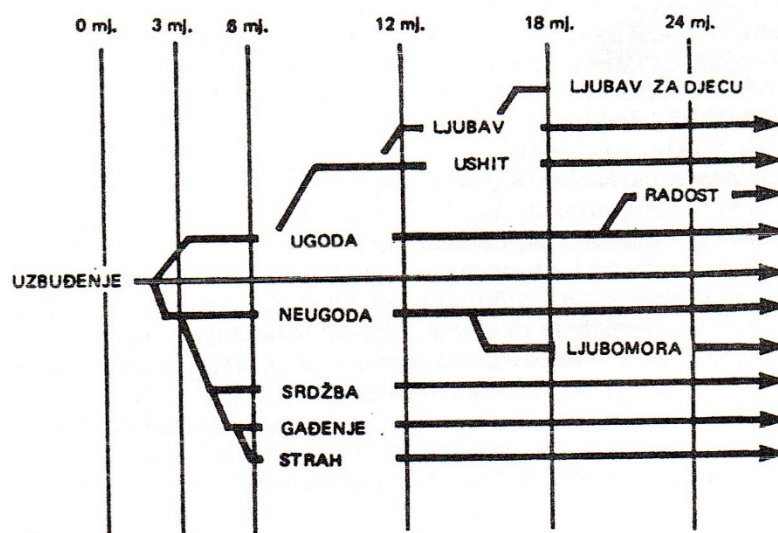 0 mj. 3 mj. 6 mj. 12 mj. 18 mj. 24 mj.
LJUBAV ZA DJECU
LJUBAV
USHIT
RADOST
UGODA
UZBUĐENJE
NEUGODA
LJUBOMORA
SRDŽBA
GAĐENJE
STRAH